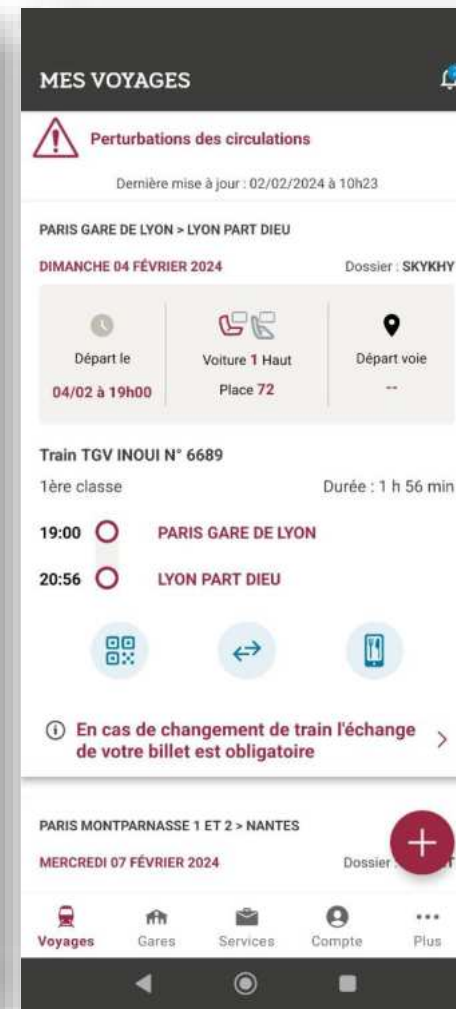 MES VOYAGES
Perturbations des circulations
Dernière mise à jour : 02/02/2024 à 10h23
PARIS GARE DE LYON > LYON PART DIEU
DIMANCHE 04 FÉVRIER 2024 Dossier : SKYKHY
Départ le
04/02 à 19h00
Voiture 1 Haut
Place 72
Départ voie
--
Train TGV INOUI N° 6689
1ère classe Durée : 1 h 56 min
19:00 PARIS GARE DE LYON
20:56 LYON PART DIEU
En cas de changement de train l'échange
de votre billet est obligatoire
PARIS MONTPARNASSE 1 ET 2 > NANTES
MERCREDI 07 FÉVRIER 2024 Dossier
Voyages Gares Services Compte Plus